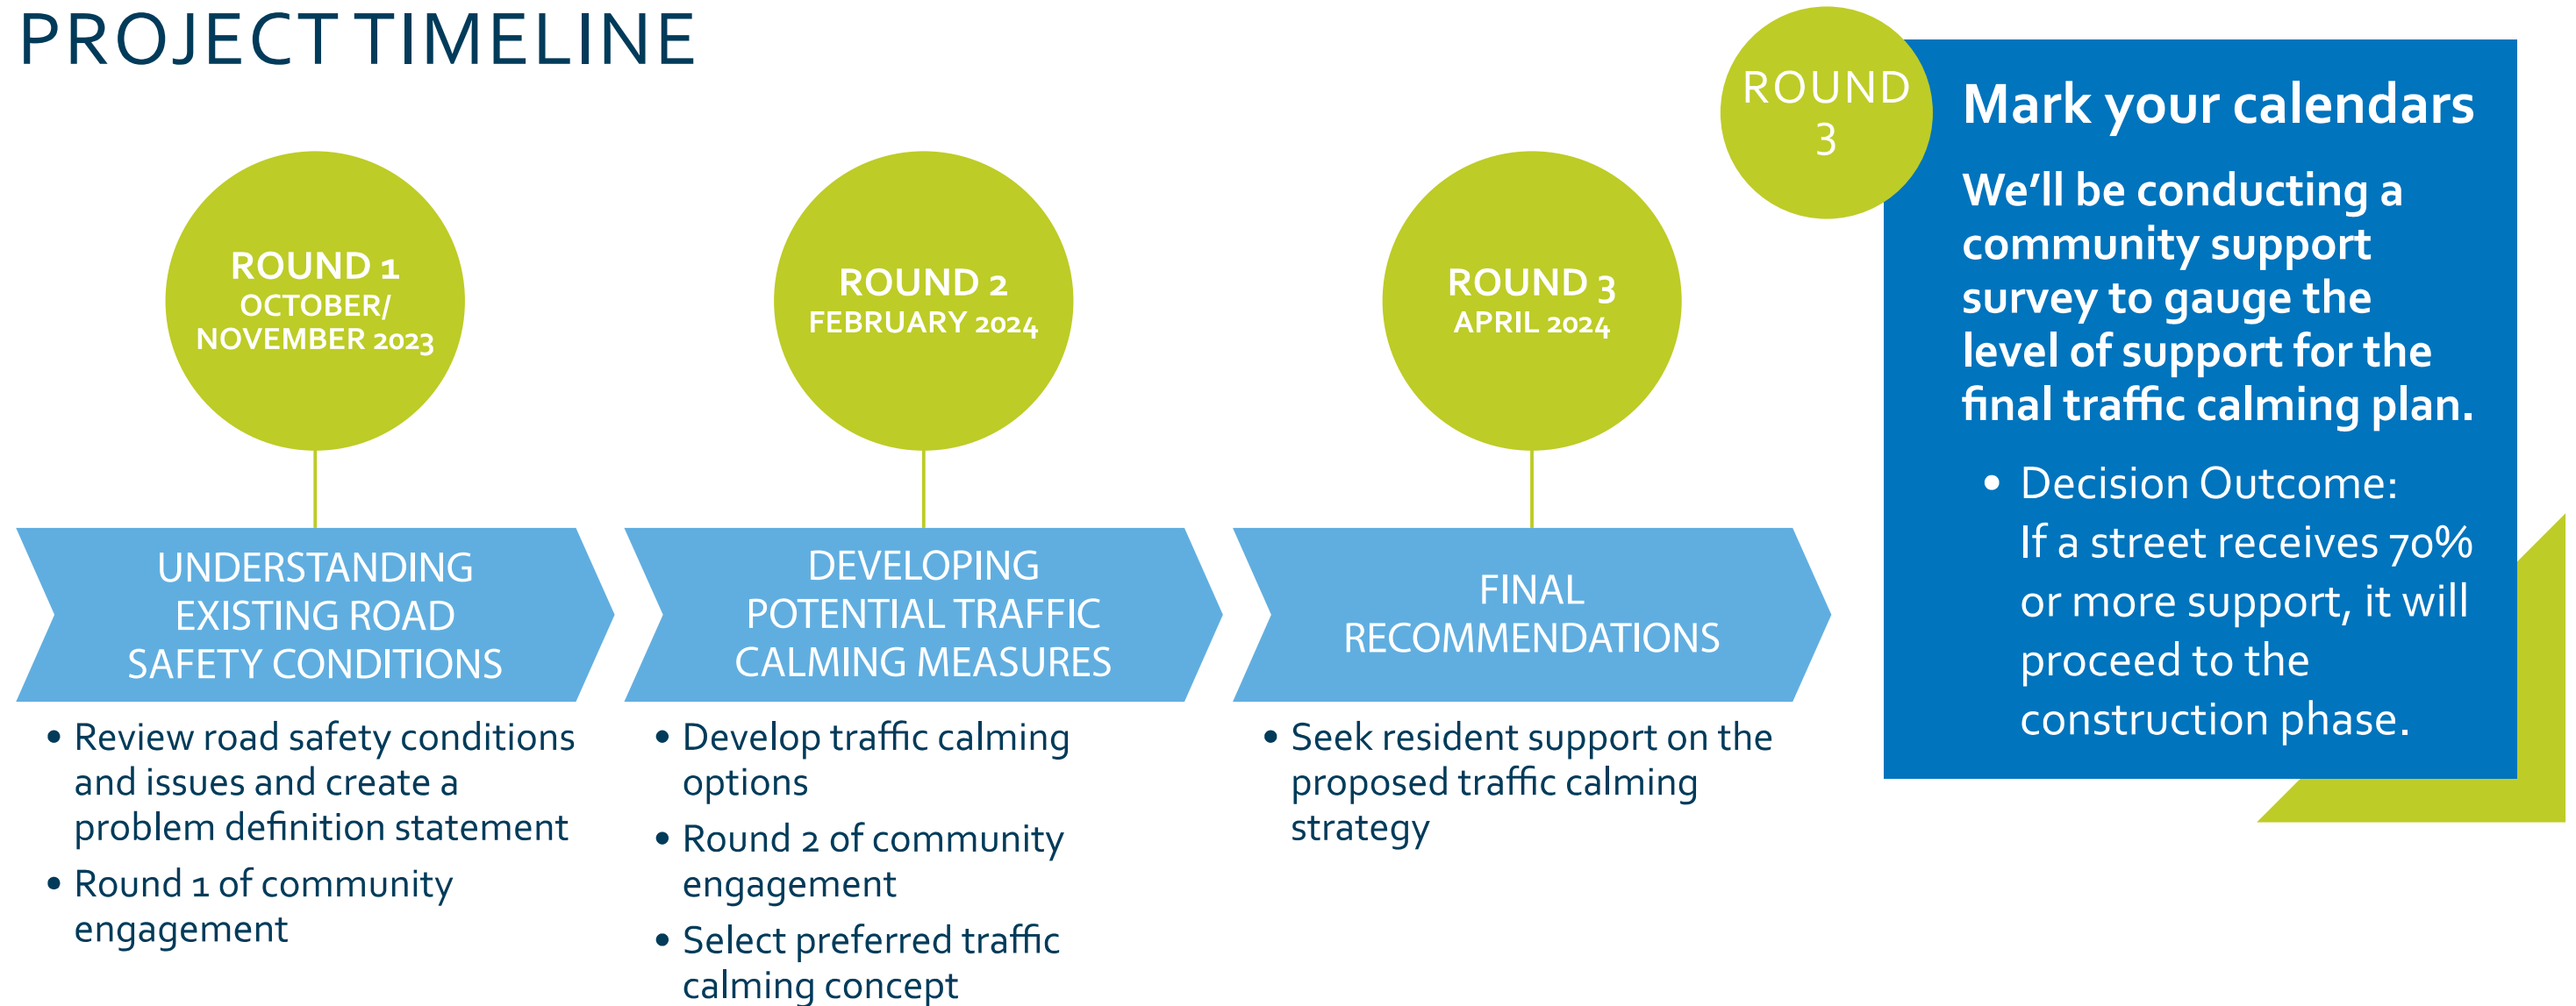 PROJECT TIMELINE
ROUND 1
OCTOBER/
NOVEMBER 2023
UNDERSTANDING
EXISTING ROAD
SAFETY CONDITIONS
• Review road safety conditions
and issues and create a
problem definition statement
• Round 1 of community
engagement
ROUND 2
FEBRUARY 2024
DEVELOPING
POTENTIAL TRAFFIC
CALMING MEASURES
• Develop traffic calming
options
• Round 2 of community
engagement
• Select preferred traffic
calming concept
ROUND 3
APRIL 2024
FINAL
RECOMMENDATIONS
• Seek resident support on the
proposed traffic calming
strategy
ROUND
3
Mark your calendars
We’ll be conducting a
community support
survey to gauge the
level of support for the
final traffic calming plan.
• Decision Outcome:
If a street receives 70%
or more support, it will
proceed to the
construction phase.